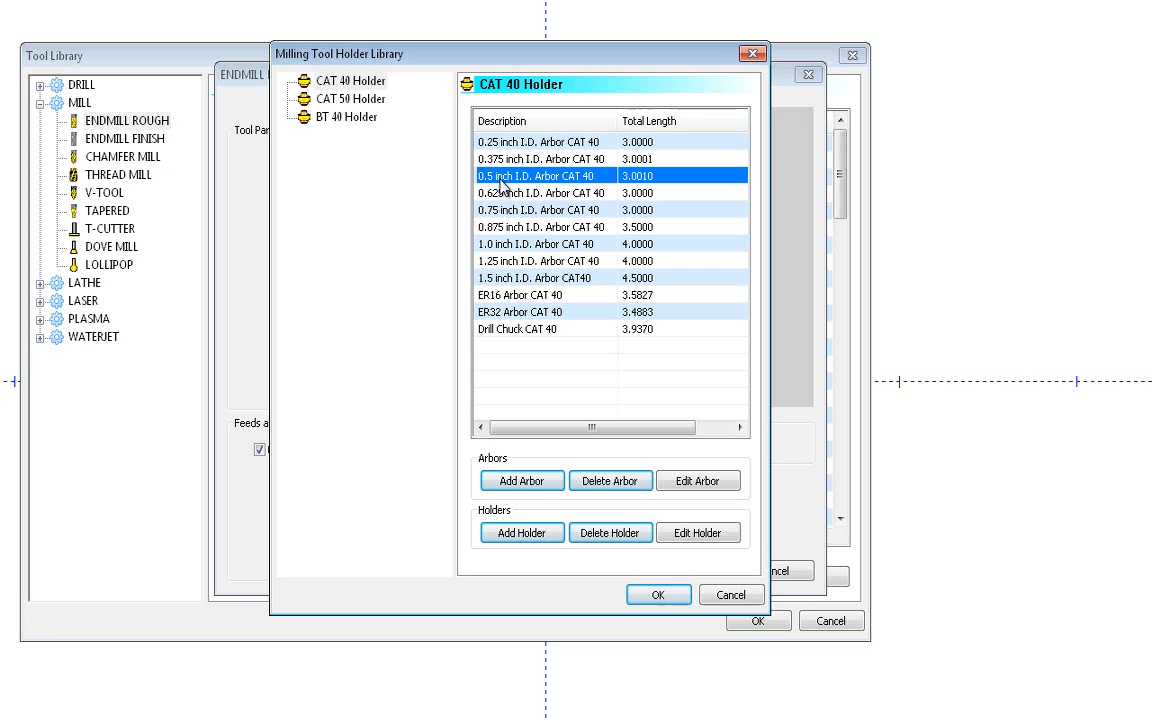 Tool Library
DRILL
MILL
ENDMILL ROUGH
ENDMILL FINISH
CHAMFER MILL
THREAD MILL
V-TOOL
TAPERED
T-CUTTER
DOVE MILL
LOLLIPOP
LATHE
LASER
PLASMA
WATERJET
ENDMILL
Tool Par
Feeds a
Milling Tool Holder Library
CAT 40 Holder
CAT 50 Holder
BT 40 Holder
CAT 40 Holder
Description Total Length
0.25 inch I.D. Arbor CAT 40 3.0000
0.375 inch I.D. Arbor CAT 40 3.0001
0.5 inch I.D. Arbor CAT 40 3.0010
0.625 inch I.D. Arbor CAT 40 3.0000
0.75 inch I.D. Arbor CAT 40 3.0000
0.875 inch I.D. Arbor CAT 40 3.5000
1.0 inch I.D. Arbor CAT 40 4.0000
1.25 inch I.D. Arbor CAT 40 4.0000
1.5 inch I.D. Arbor CAT40 4.5000
ER16 Arbor CAT 40 3.5827
ER32 Arbor CAT 40 3.4883
Drill Chuck CAT 40 3.9370
Arbors
Add Arbor Delete Arbor Edit Arbor
Holders
Add Holder Delete Holder Edit Holder
OK Cancel
ncel
OK Cancel